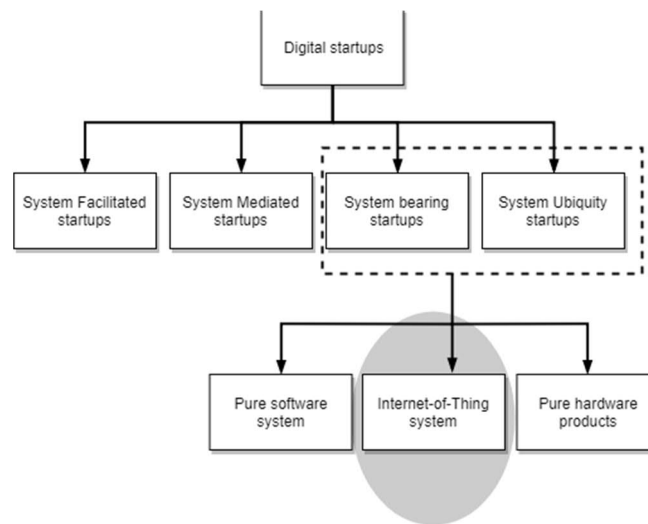 Digital startups
System Facilitated
startups
System Mediated
startups
System bearing
startups
System Ubiquity
startups
Pure software
system
Internet-of-Thing
system
Pure hardware
products